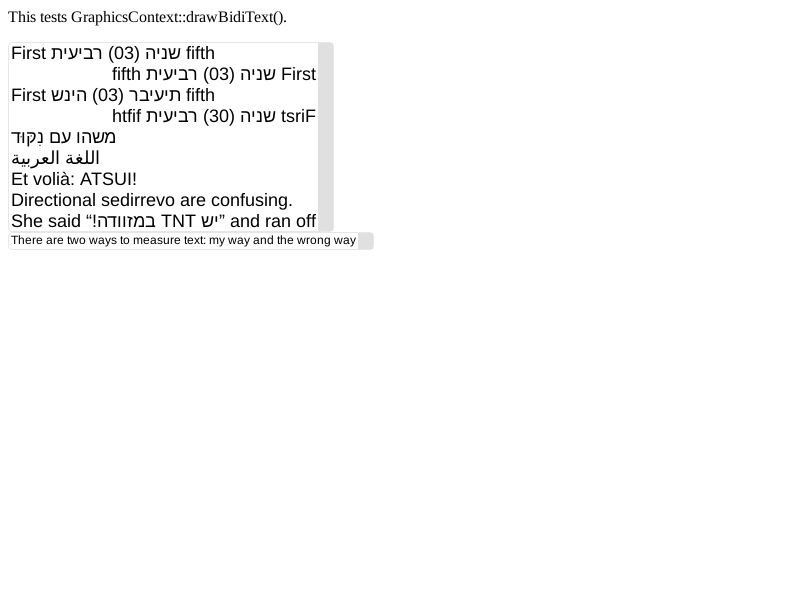 This tests GraphicsContext::drawBidiText().
First שניה (03) רביעית fifth
First שניה (03) רביעית fifth
First תיעיבר (03) הינש fifth
htfif שניה (30) רביעית tsriF
משהו עם נִקּוּד
اللغة العربية
Et volià: ATSUI!
Directional sedirrevo are confusing.
She said “יש TNT במזוודה!” and ran off
There are two ways to measure text: my way and the wrong way